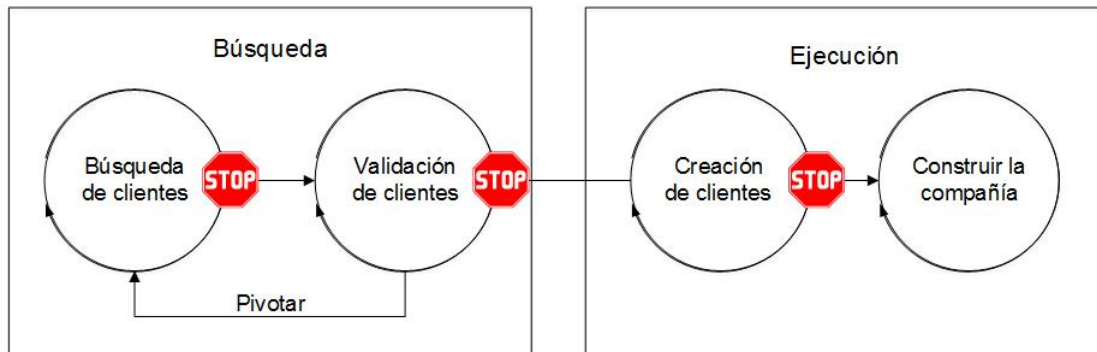 Búsqueda
Ejecución
Búsqueda
de clientes
STOP
Validación
de clientes
STOP
Creación
de clientes
STOP
Construir la
compañía
Pivotar